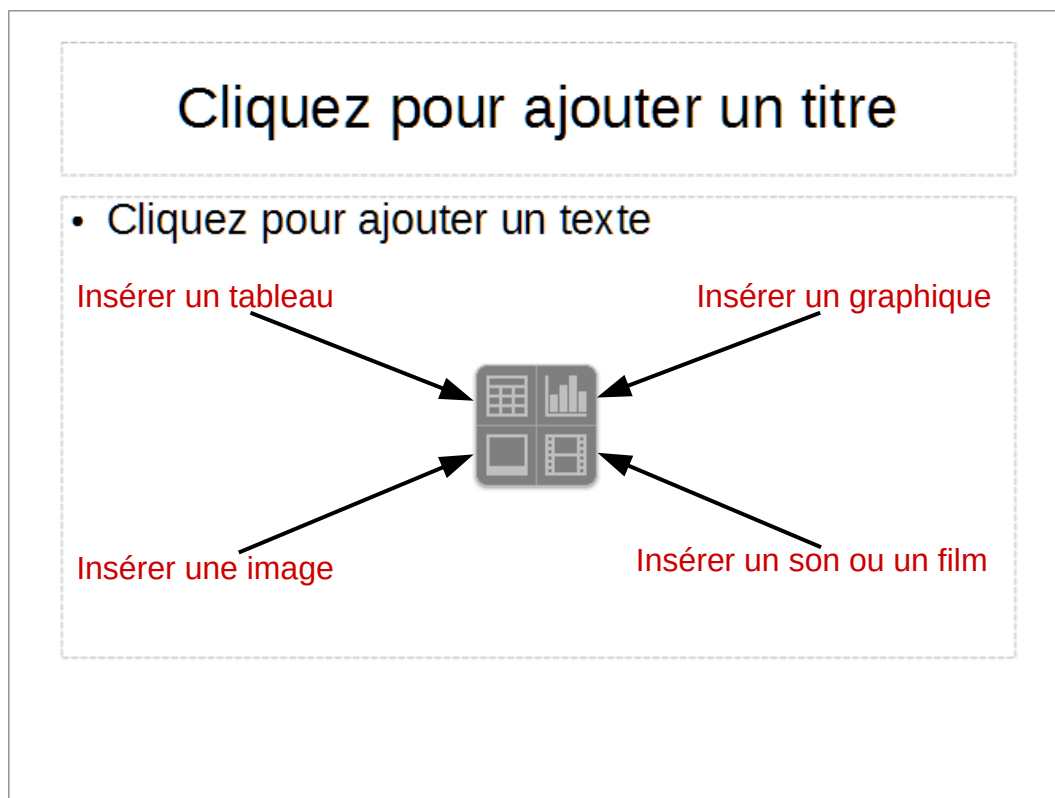 Cliquez pour ajouter un titre
• Cliquez pour ajouter un texte
Insérer un tableau
Insérer un graphique
Insérer une image
Insérer un son ou un film